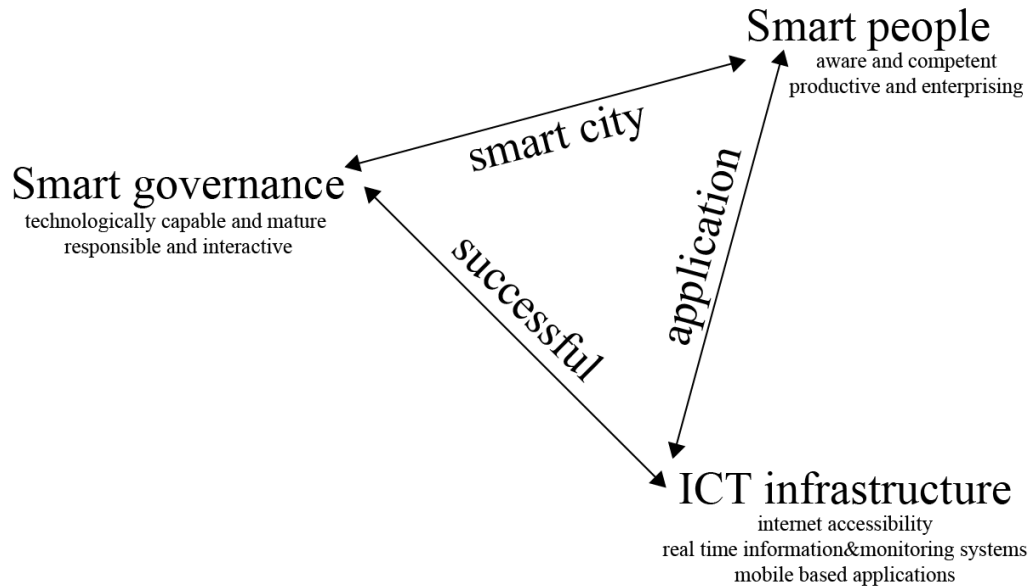 Smart people
aware and competent
productive and enterprising
smart city
Smart governance
technologically capable and mature
responsible and interactive
successful
application
ICT infrastructure
internet accessibility
real time information&monitoring systems
mobile based applications